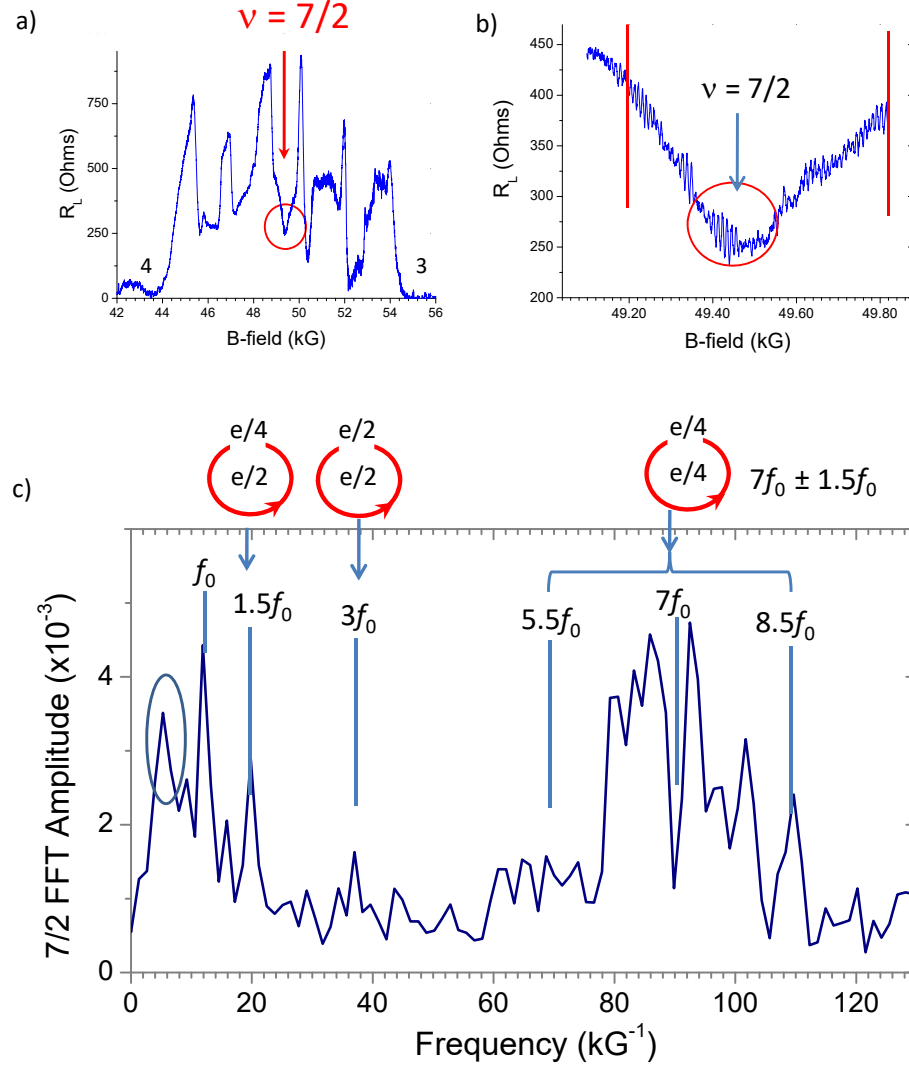 a)
ν = 7/2
R_L (Ohms)
750
500
250
0
4
3
42 44 46 48 50 52 54 56
B-field (kG)
b)
ν = 7/2
R_L (Ohms)
450
400
350
300
250
200
49.20 49.40 49.60 49.80
B-field (kG)
c)
e/4
e/2
e/2
e/2
e/4
e/4
7f₀ ± 1.5f₀
f₀
1.5f₀
3f₀
5.5f₀
7f₀
8.5f₀
7/2 FFT Amplitude (x10⁻³)
4
2
0
0 20 40 60 80 100 120
Frequency (kG⁻¹)